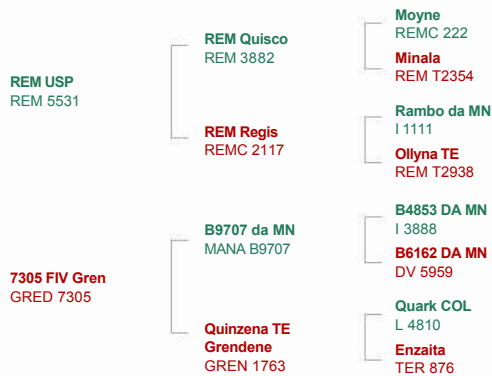 REM USP
REM 5531
REM Quisco
REM 3882
Moyne
REMC 222
Minala
REM T2354
REM Regis
REMC 2117
Rambo da MN
I 1111
Ollyna TE
REM T2938
7305 FIV Gren
GRED 7305
B9707 da MN
MANA B9707
B4853 DA MN
I 3888
B6162 DA MN
DV 5959
Quinzena TE
Grendene
GREN 1763
Quark COL
L 4810
Enzaita
TER 876